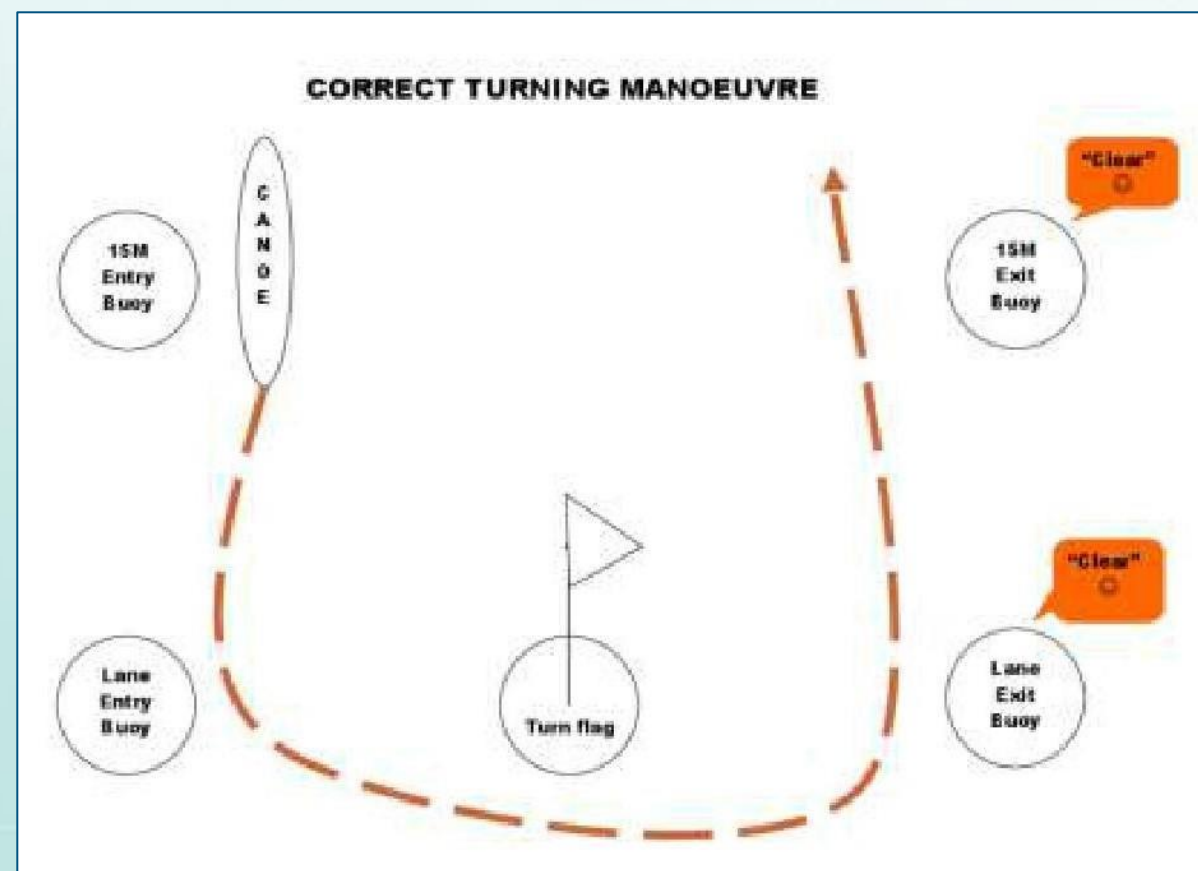 CORRECT TURNING MANOEUVRE
C
A
N
O
E
15M
Entry
Buoy
"Clear"
15M
Exit
Buoy
"Clear"
Lane
Entry
Buoy
Turn flag
Lane
Exit
Buoy